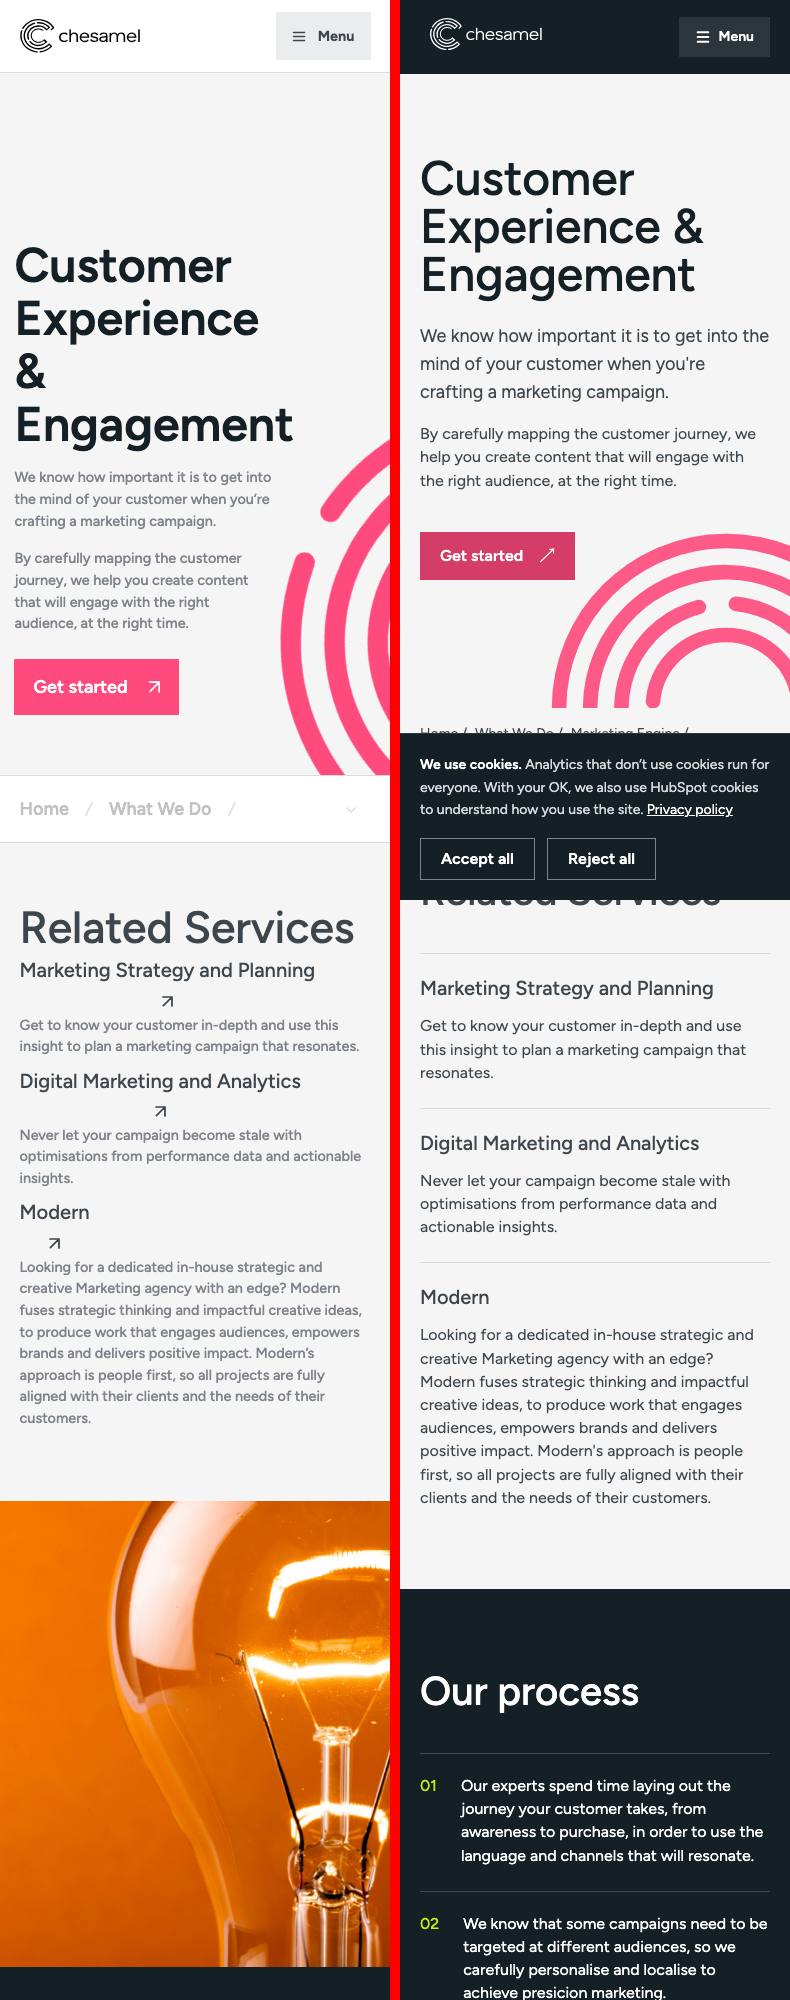 chesamel
Menu
Customer
Experience
&
Engagement
We know how important it is to get into
the mind of your customer when you're
crafting a marketing campaign.
By carefully mapping the customer
journey, we help you create content
that will engage with the right
audience, at the right time.
Get started
Home / What We Do /
Related Services
Marketing Strategy and Planning
Get to know your customer in-depth and use this
insight to plan a marketing campaign that resonates.
Digital Marketing and Analytics
Never let your campaign become stale with
optimisations from performance data and actionable
insights.
Modern
Looking for a dedicated in-house strategic and
creative Marketing agency with an edge? Modern
fuses strategic thinking and impactful creative ideas,
to produce work that engages audiences, empowers
brands and delivers positive impact. Modern's
approach is people first, so all projects are fully
aligned with their clients and the needs of their
customers.
chesamel
Menu
Customer
Experience &
Engagement
We know how important it is to get into the
mind of your customer when you're
crafting a marketing campaign.
By carefully mapping the customer journey, we
help you create content that will engage with
the right audience, at the right time.
Get started
Home / What We Do / Marketing Engine /
We use cookies. Analytics that don't use cookies run for
everyone. With your OK, we also use HubSpot cookies
to understand how you use the site. Privacy policy
Accept all
Reject all
Related Services
Marketing Strategy and Planning
Get to know your customer in-depth and use
this insight to plan a marketing campaign that
resonates.
Digital Marketing and Analytics
Never let your campaign become stale with
optimisations from performance data and
actionable insights.
Modern
Looking for a dedicated in-house strategic and
creative Marketing agency with an edge?
Modern fuses strategic thinking and impactful
creative ideas, to produce work that engages
audiences, empowers brands and delivers
positive impact. Modern's approach is people
first, so all projects are fully aligned with their
clients and the needs of their customers.
Our process
01 Our experts spend time laying out the
journey your customer takes, from
awareness to purchase, in order to use the
language and channels that will resonate.
02 We know that some campaigns need to be
targeted at different audiences, so we
carefully personalise and localise to
achieve presicion marketing.